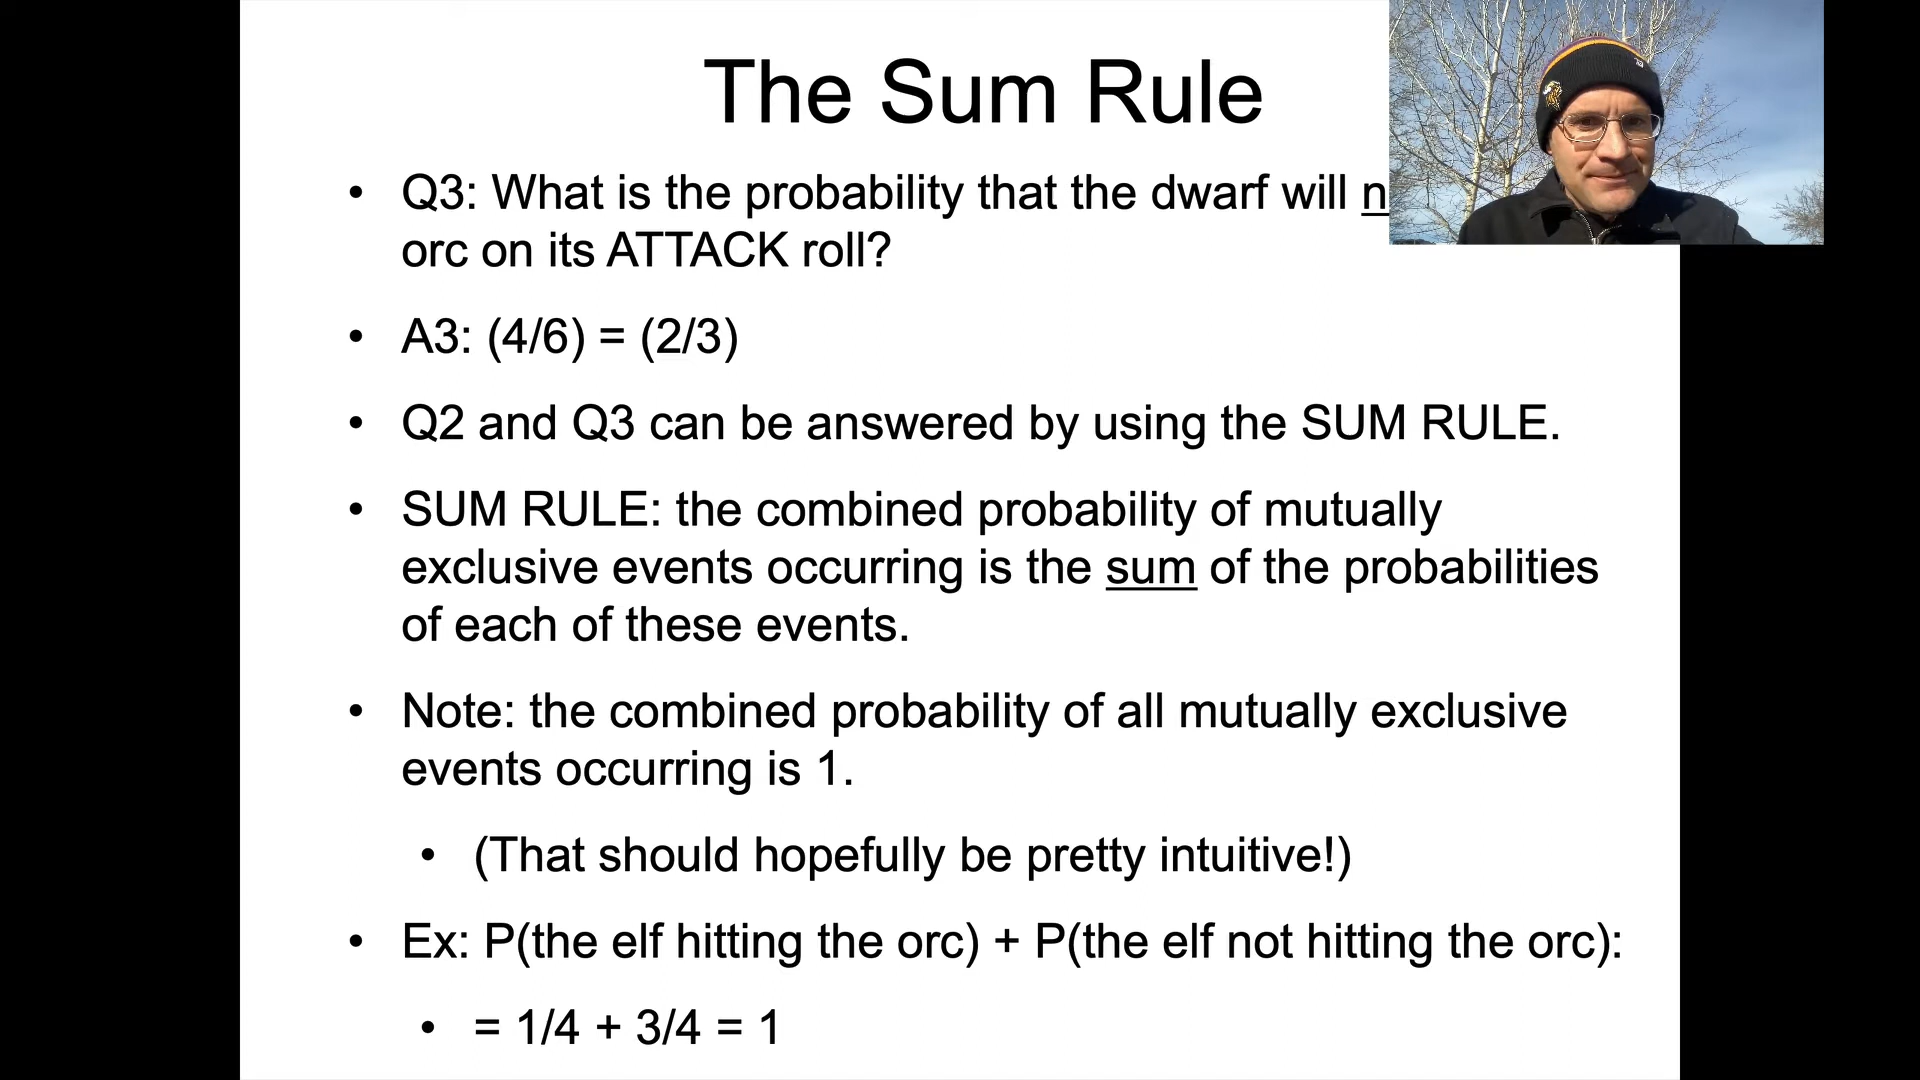 The Sum Rule
• Q3: What is the probability that the dwarf will
orc on its ATTACK roll?
• A3: (4/6) = (2/3)
• Q2 and Q3 can be answered by using the SUM RULE.
• SUM RULE: the combined probability of mutually
exclusive events occurring is the sum of the probabilities
of each of these events.
• Note: the combined probability of all mutually exclusive
events occurring is 1.
• (That should hopefully be pretty intuitive!)
• Ex: P(the elf hitting the orc) + P(the elf not hitting the orc):
• = 1/4 + 3/4 = 1